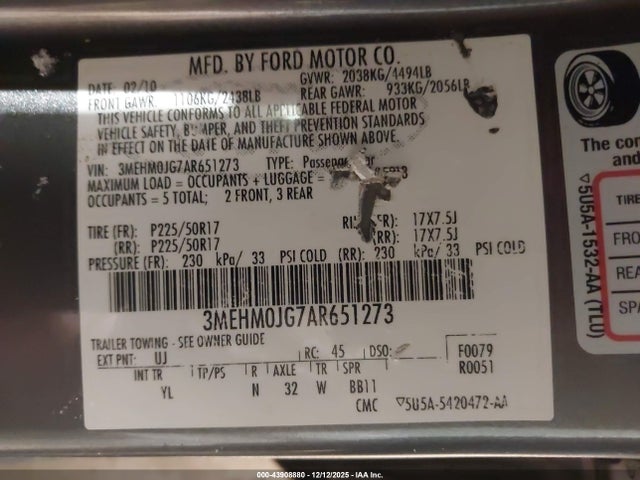 MFD. BY FORD MOTOR CO.
DATE 02/10 GVWR: 2038KG/4494LB
FRONT GAWR: 1106KG/2438LB REAR GAWR: 933KG/2056LB
THIS VEHICLE CONFORMS TO ALL APPLICABLE FEDERAL MOTOR
VEHICLE SAFETY, BUMPER, AND THEFT PREVENTION STANDARDS
IN EFFECT ON THE DATE OF MANUFACTURE SHOWN ABOVE.
VIN: 3MEHM0JG7AR651273 TYPE: Passenger
MAXIMUM LOAD = OCCUPANTS + LUGGAGE =
OCCUPANTS = 5 TOTAL; 2 FRONT, 3 REAR
TIRE (FR): P225/50R17 (FR): 17X7.5J
(RR): P225/50R17 (RR): 17X7.5J
PRESSURE (FR): 230 kPa/ 33 PSI COLD (RR): 230 kPa/ 33 PSI COLD
3MEHM0JG7AR651273
TRAILER TOWING - SEE OWNER GUIDE
EXT PNT: UJ RC: 45 DSO: F0079
R0051
INT TR TP/PS R AXLE TR SPR
YL N 32 W BB11
CMC ▽5U5A-5420472-AA
The con
and
TIRE
FRO
REA
SPA
▽5U5A-1532-AA (TLU)
000-43908880 - 12/12/2025 - IAA Inc.